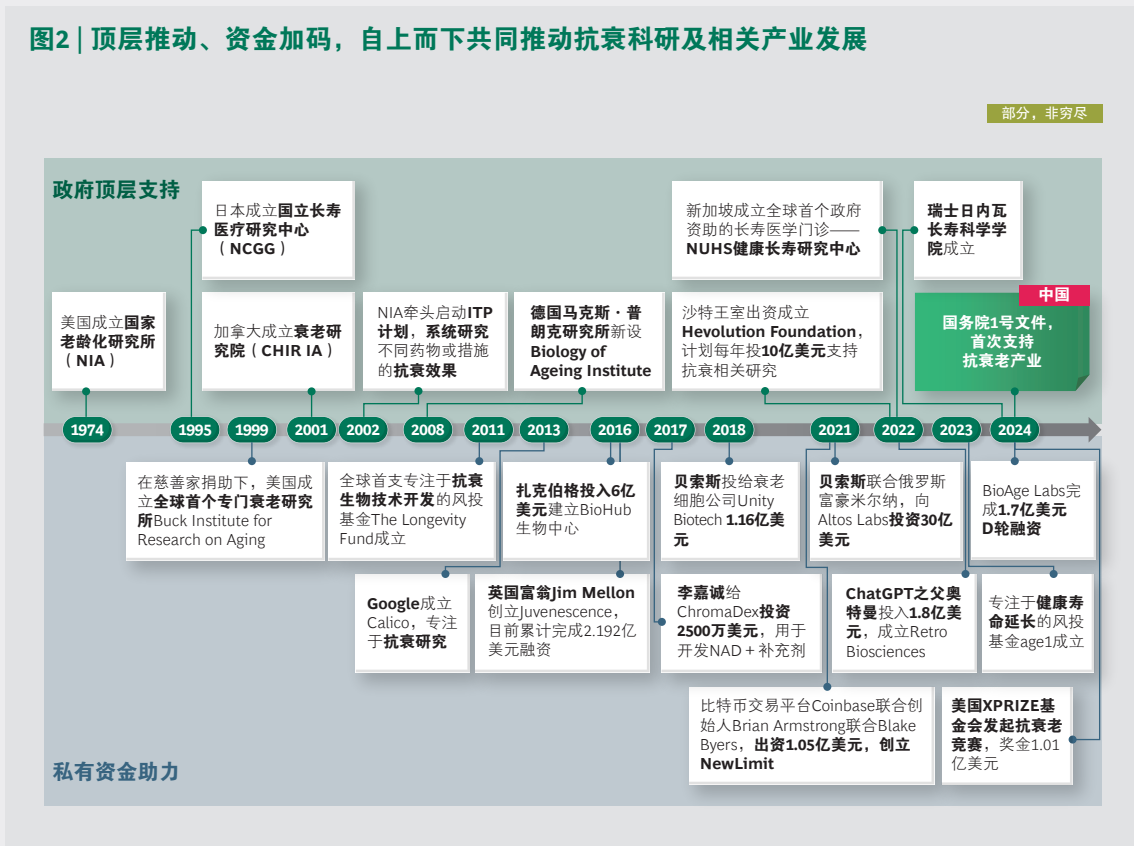 图2 | 顶层推动、资金加码，自上而下共同推动抗衰科研及相关产业发展
部分，非穷尽
政府顶层支持
日本成立国立长寿
医疗研究中心
（NCGG）
新加坡成立全球首个政府
资助的长寿医学门诊——
NUHS健康长寿研究中心
瑞士日内瓦
长寿科学学
院成立
美国成立国家
老龄化研究所
（NIA）
加拿大成立衰老研
究院（CHIR IA）
NIA牵头启动ITP
计划，系统研究
不同药物或措施
的抗衰效果
德国马克斯·普
朗克研究所新设
Biology of
Ageing Institute
沙特王室出资成立
Hevolution Foundation，
计划每年投10亿美元支持
抗衰相关研究
中国
国务院1号文件，
首次支持
抗衰老产业
1974
1995
1999
2001
2002
2008
2011
2013
2016
2017
2018
2021
2022
2023
2024
在慈善家捐助下，美国成
立全球首个专门衰老研究
所Buck Institute for
Research on Aging
全球首支专注于抗衰
生物技术开发的风投
基金The Longevity
Fund成立
扎克伯格投入6亿
美元建立BioHub
生物中心
贝索斯投给衰老
细胞公司Unity
Biotech 1.16亿美
元
贝索斯联合俄罗斯
富豪米尔纳，向
Altos Labs投资30亿
美元
BioAge Labs完
成1.7亿美元
D轮融资
Google成立
Calico，专注
于抗衰研究
英国富翁Jim Mellon
创立Juvenescence，
目前累计完成2.192亿
美元融资
李嘉诚给
ChromaDex投资
2500万美元，用于
开发NAD＋补充剂
ChatGPT之父奥
特曼投入1.8亿美
元，成立Retro
Biosciences
专注于健康寿
命延长的风投
基金age1成立
比特币交易平台Coinbase联合创
始人Brian Armstrong联合Blake
Byers，出资1.05亿美元，创立
NewLimit
美国XPRIZE基
金会发起抗衰老
竞赛，奖金1.01
亿美元
私有资金助力